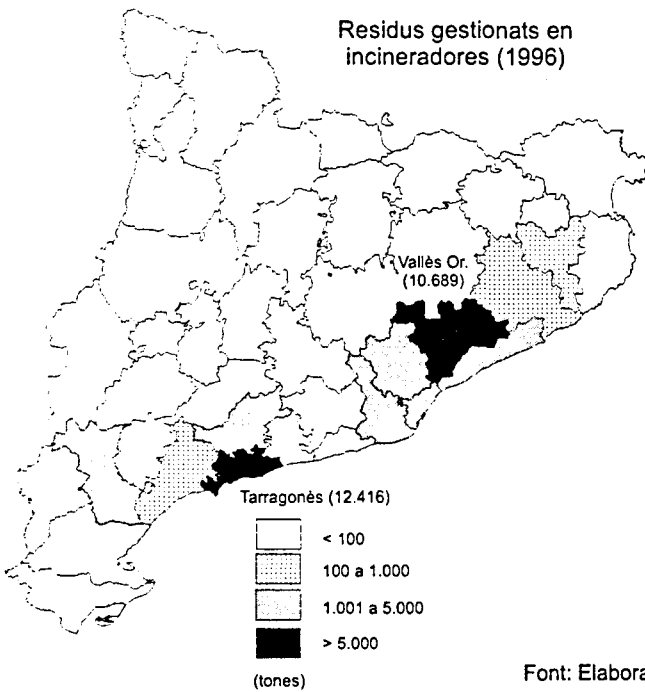 Residus gestionats en
incineradores (1996)
Vallès Or.
(10.689)
Tarragonès (12.416)
< 100
100 a 1.000
1.001 a 5.000
> 5.000
(tones)
Font: Elabora